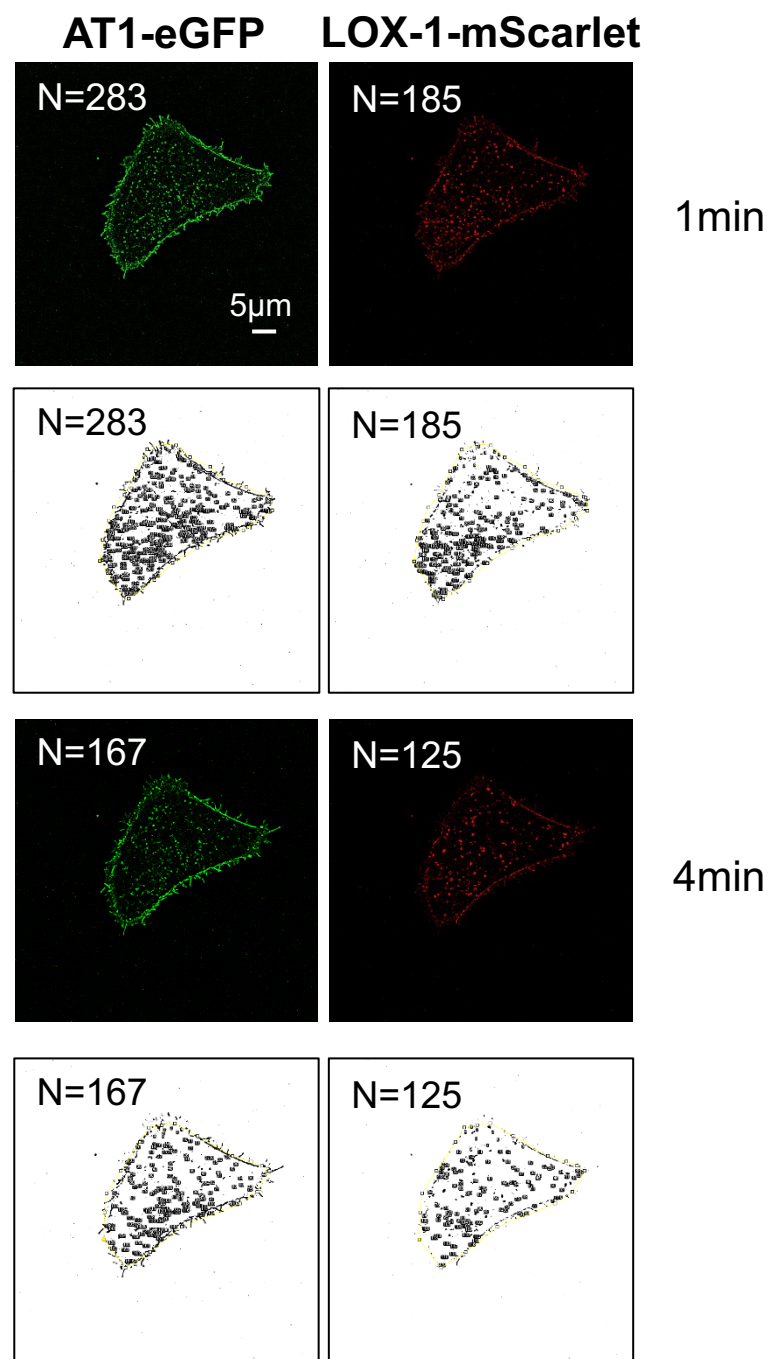 AT1-eGFP LOX-1-mScarlet
N=283 N=185
1min
5µm
N=283 N=185
N=167 N=125
4min
N=167 N=125